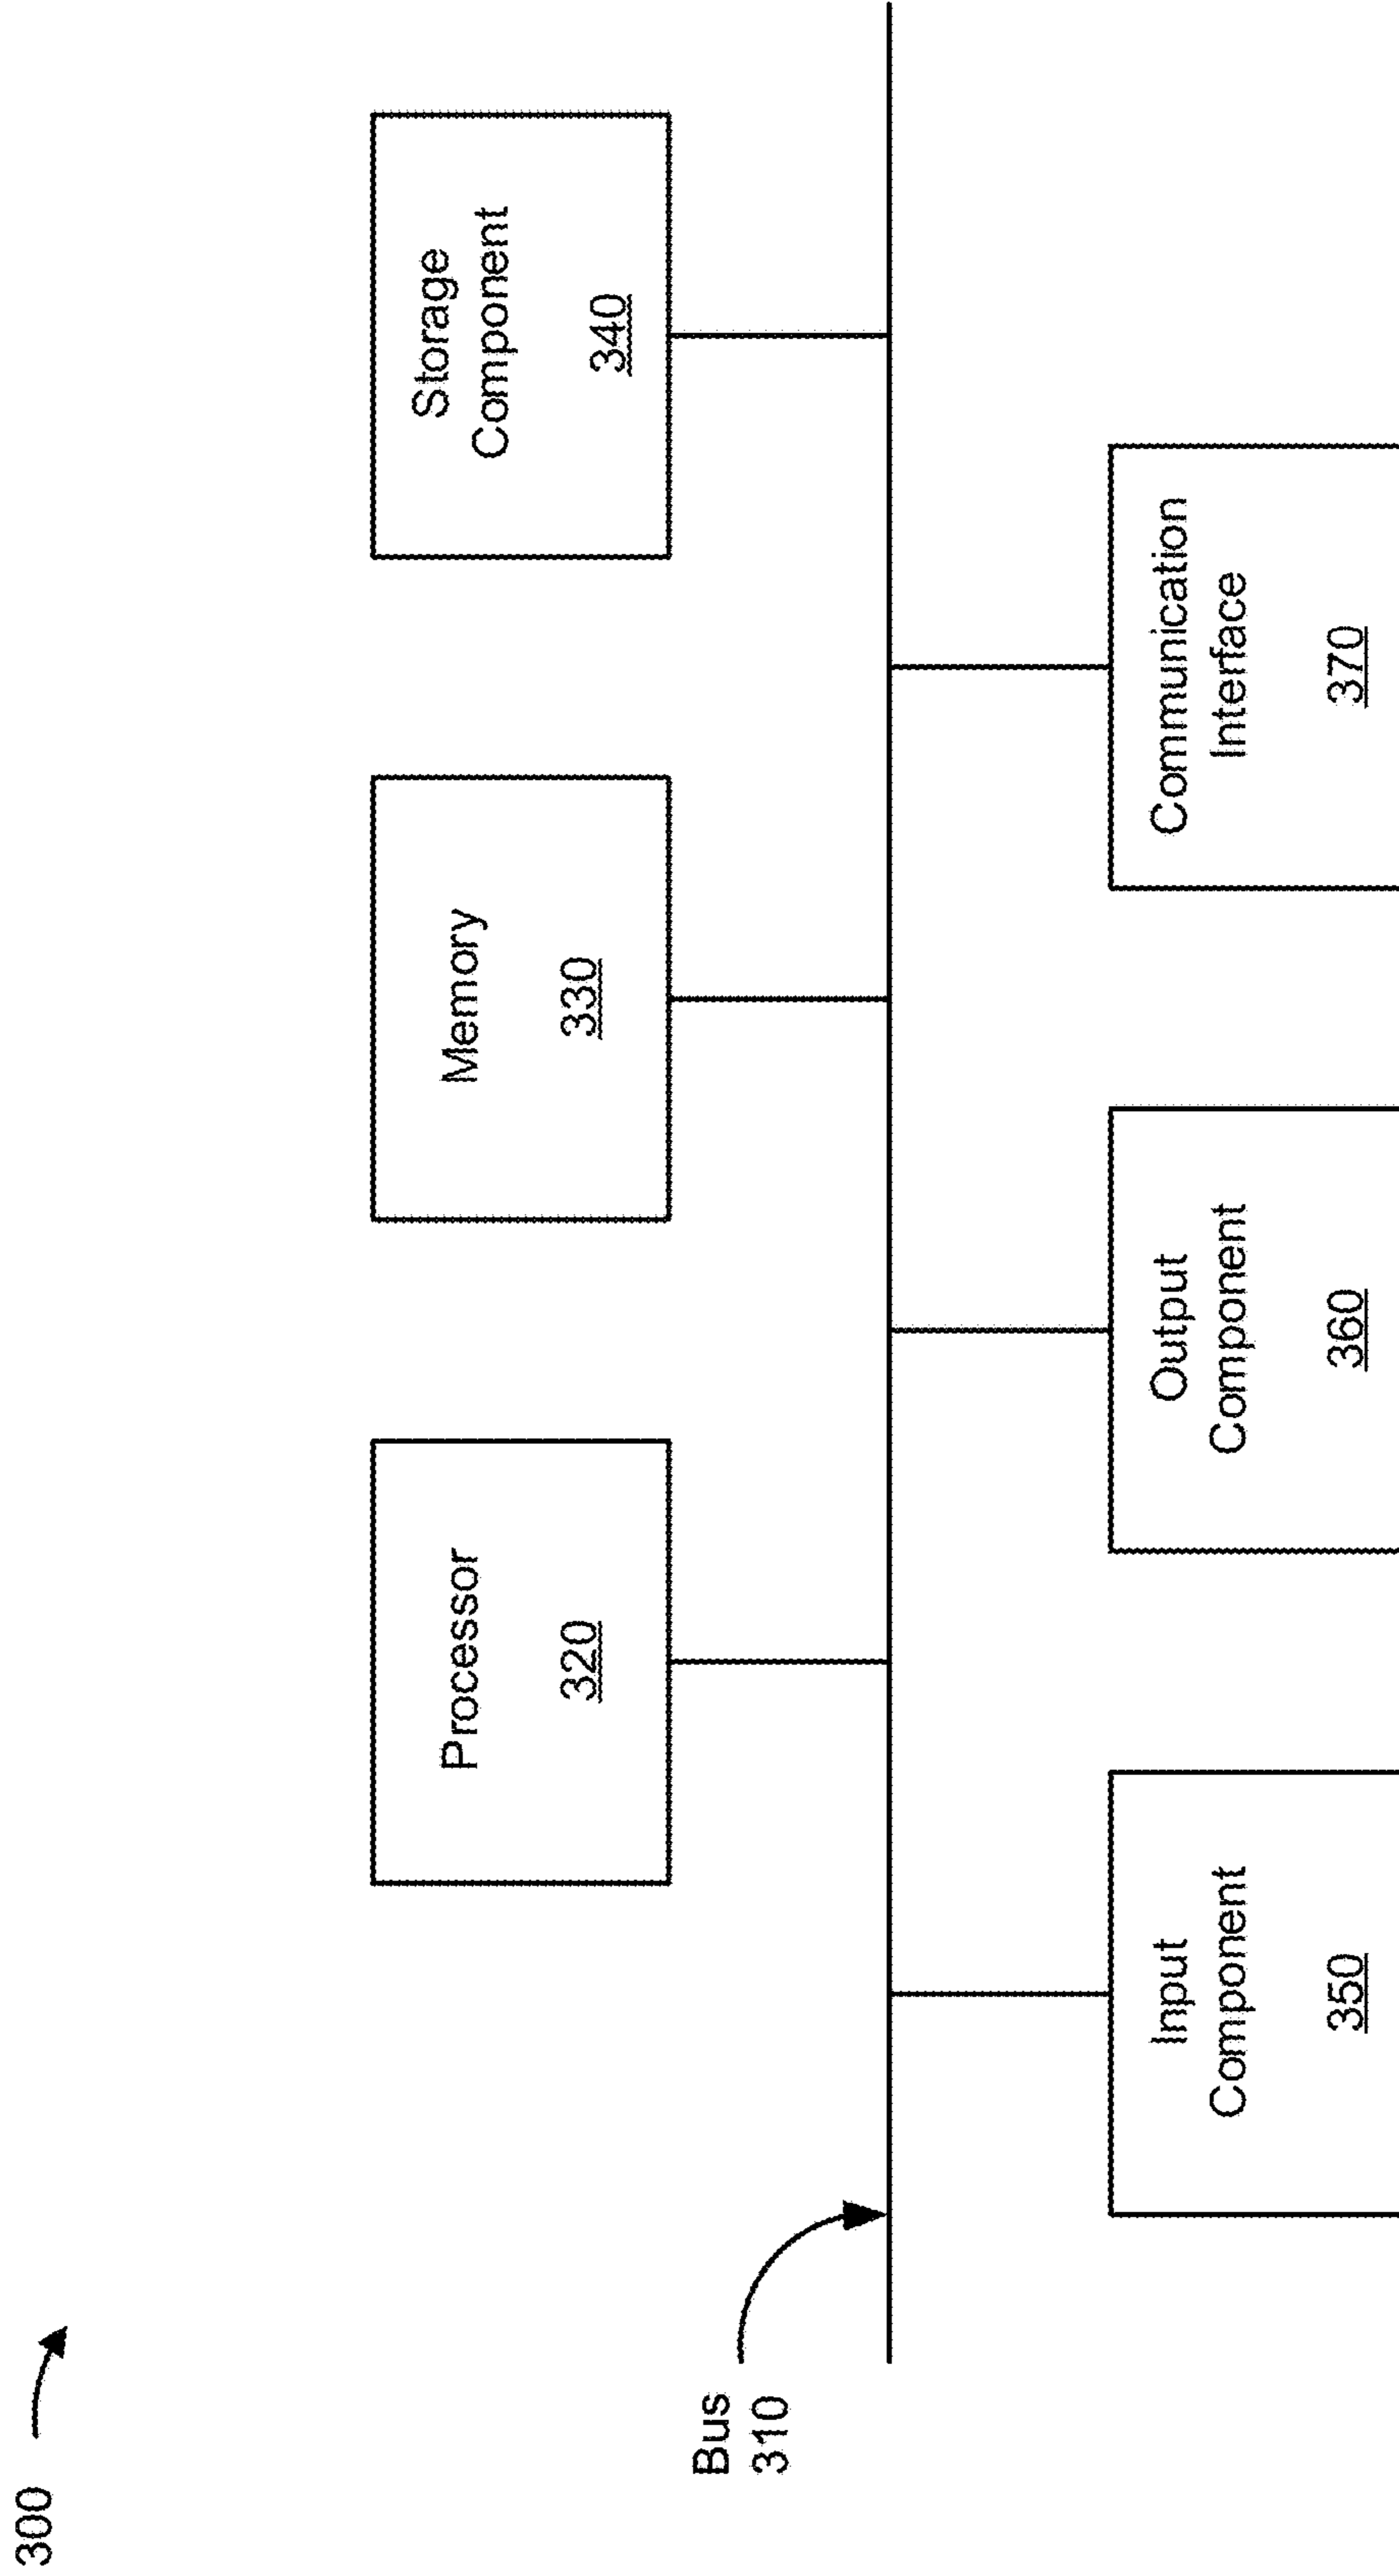 300
Processor
320
Memory
330
Storage
Component
340
Bus
310
Input
Component
350
Output
Component
360
Communication
Interface
370